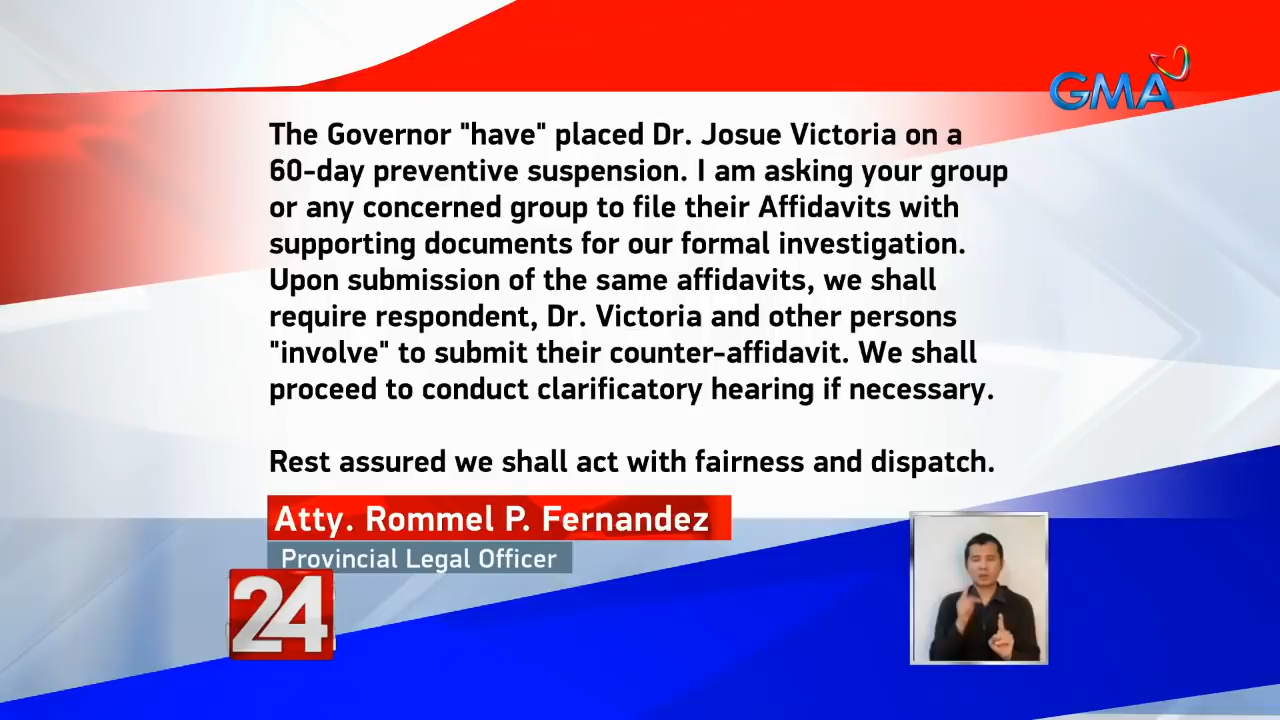 GMA
The Governor "have" placed Dr. Josue Victoria on a
60-day preventive suspension. I am asking your group
or any concerned group to file their Affidavits with
supporting documents for our formal investigation.
Upon submission of the same affidavits, we shall
require respondent, Dr. Victoria and other persons
"involve" to submit their counter-affidavit. We shall
proceed to conduct clarificatory hearing if necessary.
Rest assured we shall act with fairness and dispatch.
Atty. Rommel P. Fernandez
Provincial Legal Officer
24